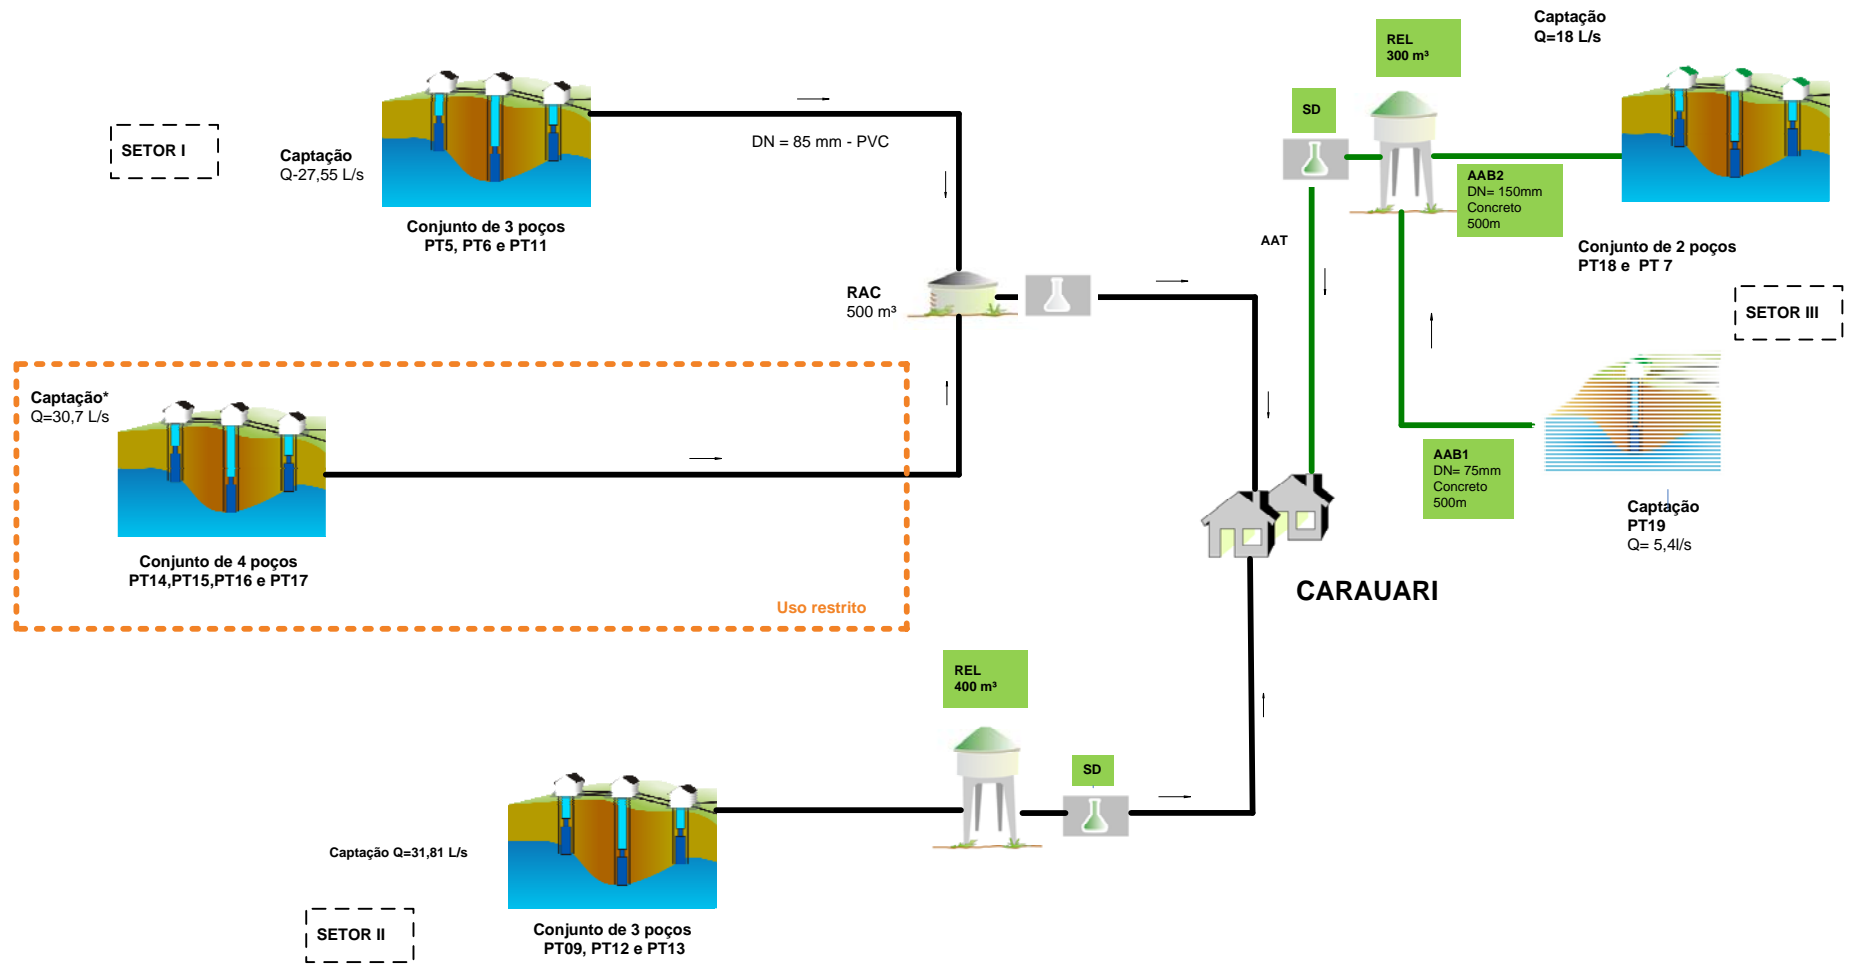 SETOR I
Captação
Q-27,55 L/s
Conjunto de 3 poços
PT5, PT6 e PT11
DN = 85 mm - PVC
RAC
500 m³
Captação*
Q=30,7 L/s
Conjunto de 4 poços
PT14,PT15,PT16 e PT17
Uso restrito
REL
300 m³
SD
AAT
Captação
Q=18 L/s
AAB2
DN= 150mm
Concreto
500m
Conjunto de 2 poços
PT18 e PT 7
SETOR III
AAB1
DN= 75mm
Concreto
500m
Captação
PT19
Q= 5,4l/s
CARAUARI
REL
400 m³
SD
Captação Q=31,81 L/s
SETOR II
Conjunto de 3 poços
PT09, PT12 e PT13